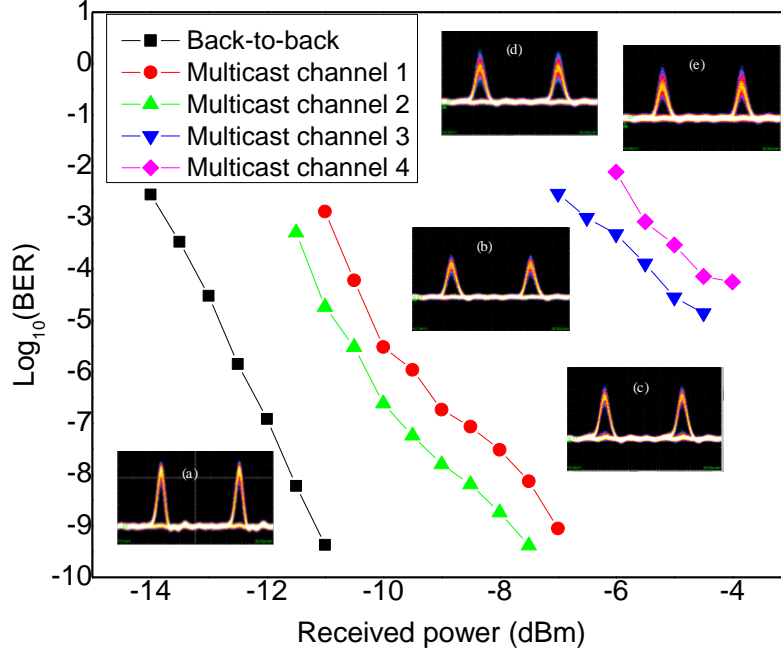 1
0
-1
-2
-3
-4
-5
-6
-7
-8
-9
-10
Log10(BER)
Back-to-back
Multicast channel 1
Multicast channel 2
Multicast channel 3
Multicast channel 4
(d)
(e)
(b)
(c)
(a)
-14
-12
-10
-8
-6
-4
Received power (dBm)